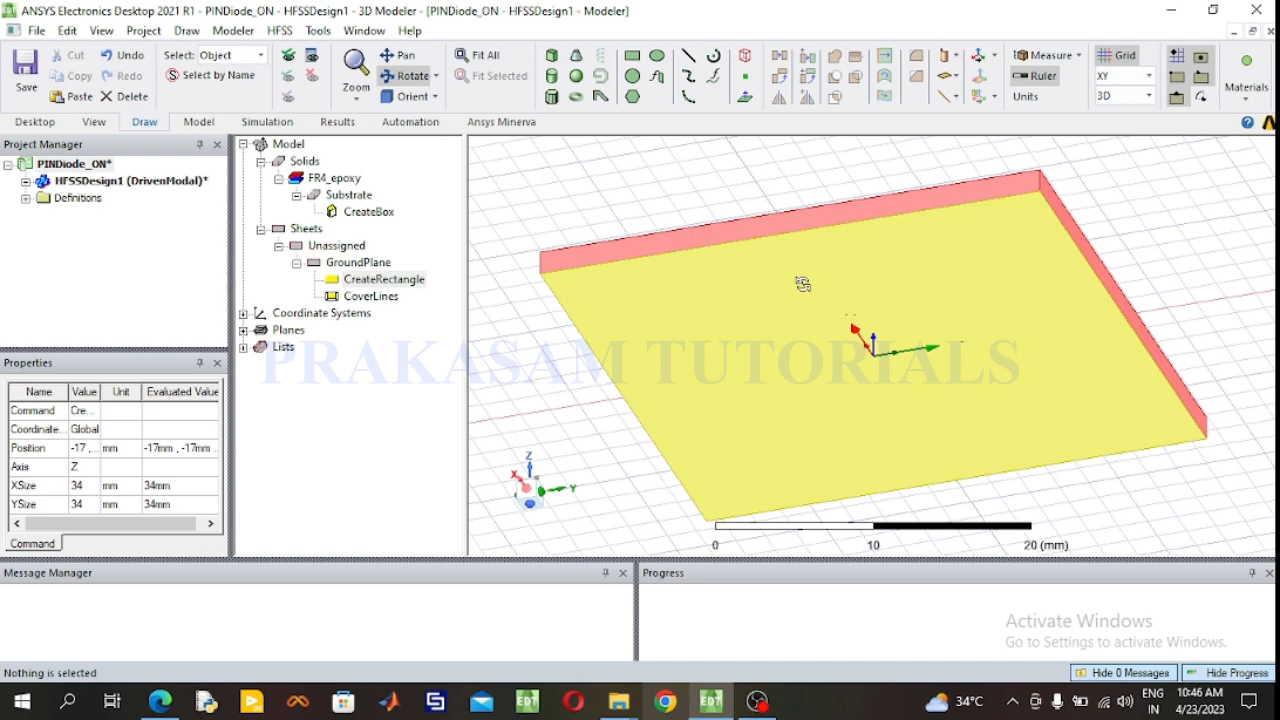 ANSYS Electronics Desktop 2021 R1 - PINDiode_ON - HFSSDesign1 - 3D Modeler - [PINDiode_ON - HFSSDesign1 - Modeler]
File Edit View Project Draw Modeler HFSS Tools Window Help
Save
Cut Undo
Copy Redo
Paste Delete
Select: Object
Select by Name
Zoom
Pan
Rotate
Orient
Fit All
Fit Selected
Measure
Ruler
Units
Grid
XY
3D
Materials
Desktop View Draw Model Simulation Results Automation Ansys Minerva
Project Manager
PINDiode_ON*
HFSSDesign1 (DrivenModal)*
Definitions
Model
Solids
FR4_epoxy
Substrate
CreateBox
Sheets
Unassigned
GroundPlane
CreateRectangle
CoverLines
Coordinate Systems
Planes
Lists
Properties
Name Value Unit Evaluated Value
Command Cre...
Coordinate... Global
Position -17 ,... mm -17mm , -17mm ..
Axis Z
XSize 34 mm 34mm
YSize 34 mm 34mm
Command
PRAKASAM TUTORIALS
Z
X
Y
0 10 20 (mm)
Message Manager
Progress
Activate Windows
Go to Settings to activate Windows.
Nothing is selected
Hide 0 Messages
Hide Progress
34°C
ENG
IN
10:46 AM
4/23/2023